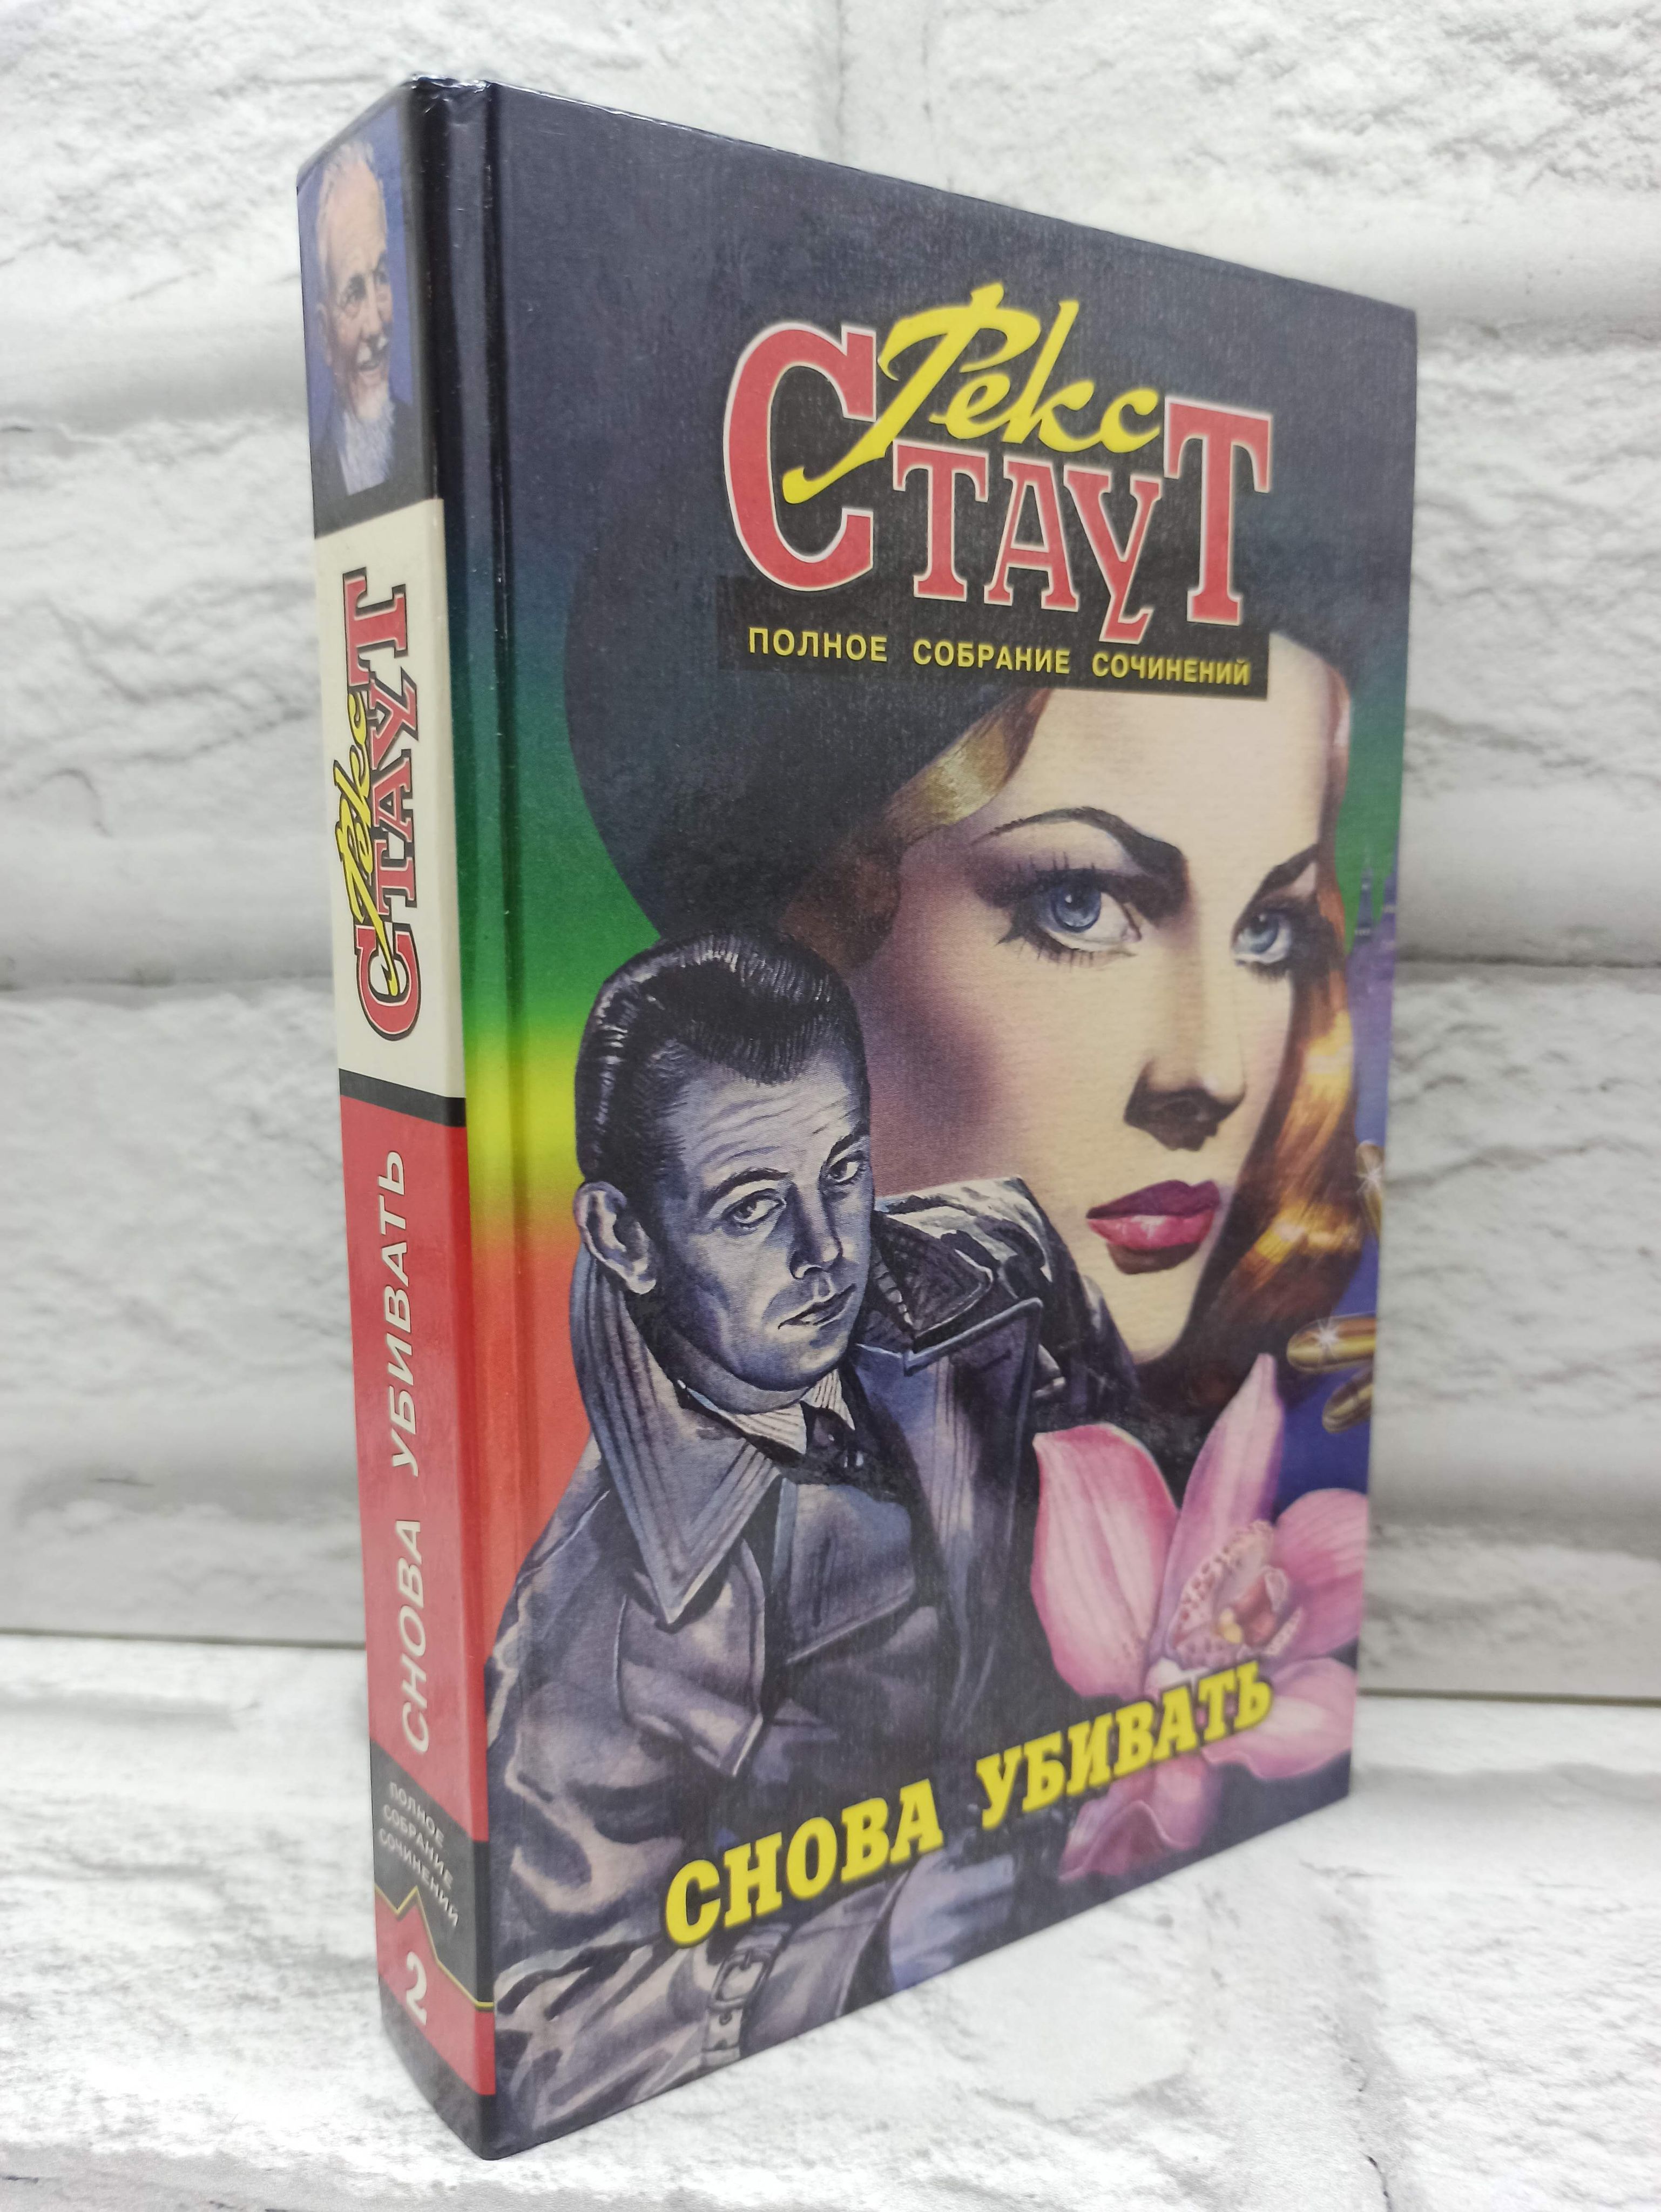 Рекс
СТАУТ
ПОЛНОЕ СОБРАНИЕ СОЧИНЕНИЙ
СНОВА УБИВАТЬ
Рекс
СТАУТ
СНОВА УБИВАТЬ
ПОЛНОЕ
СОБРАНИЕ
СОЧИНЕНИЙ
2